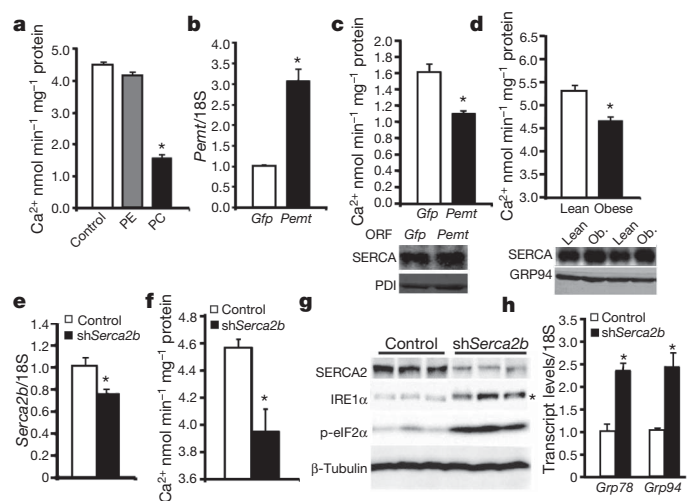 a
Ca²⁺ nmol min⁻¹ mg⁻¹ protein
5.0
4.0
3.0
2.0
1.0
0
*
Control
PE
PC
b
Pemt/18S
4.0
3.5
3.0
2.5
2.0
1.5
1.0
0.5
0
*
Gfp Pemt
c
Ca²⁺ nmol min⁻¹ mg⁻¹ protein
2.0
1.8
1.6
1.4
1.2
1.0
0.8
0.6
0.4
0.2
0.0
*
Gfp Pemt
ORF Gfp Pemt
SERCA
PDI
d
Ca²⁺ nmol min⁻¹ mg⁻¹ protein
6.5
6.0
5.5
5.0
4.5
4.0
3.5
3.0
*
Lean Obese
Lean Ob. Lean Ob.
SERCA
GRP94
e
Control
shSerca2b
Serca2b/18S
1.4
1.2
1.0
0.8
0.6
0.4
0.2
0
*
f
Control
shSerca2b
Ca²⁺ nmol min⁻¹ mg⁻¹ protein
4.8
4.6
4.4
4.2
4.0
3.8
3.6
*
g
Control shSerca2b
SERCA2
IRE1α
*
p-eIF2α
β-Tubulin
h
Control
shSerca2b
Transcript levels/18S
3.5
3.0
2.5
2.0
1.5
1.0
0.5
0
*
*
Grp78 Grp94